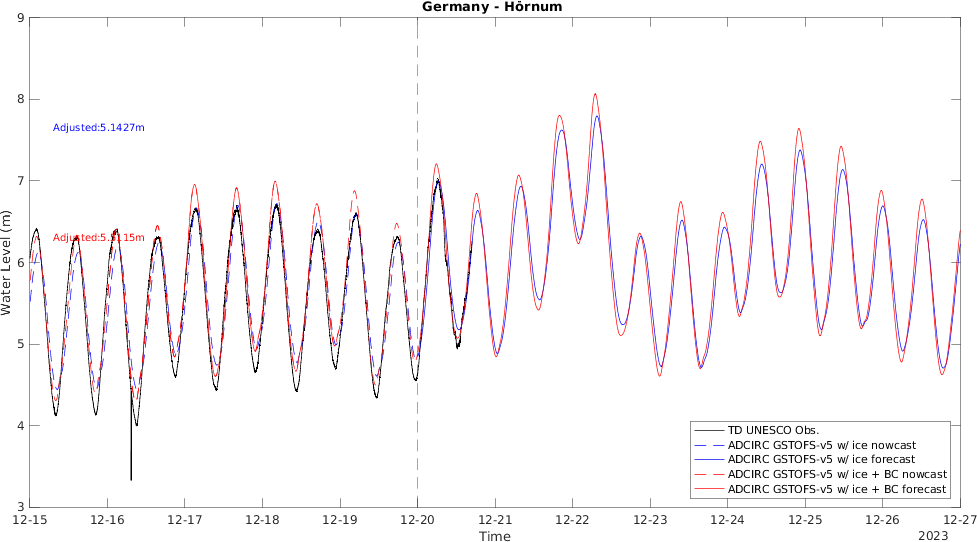 Germany - Hörnum
9
8
7
6
5
4
3
Water Level (m)
Adjusted:5.1427m
12-15
12-16
12-17
12-18
12-19
12-20
12-21
12-22
12-23
12-24
12-25
12-26
12-27
Time
2023
TD UNESCO Obs.
ADCIRC GSTOFS-v5 w/ ice nowcast
ADCIRC GSTOFS-v5 w/ ice forecast
ADCIRC GSTOFS-v5 w/ ice + BC nowcast
ADCIRC GSTOFS-v5 w/ ice + BC forecast